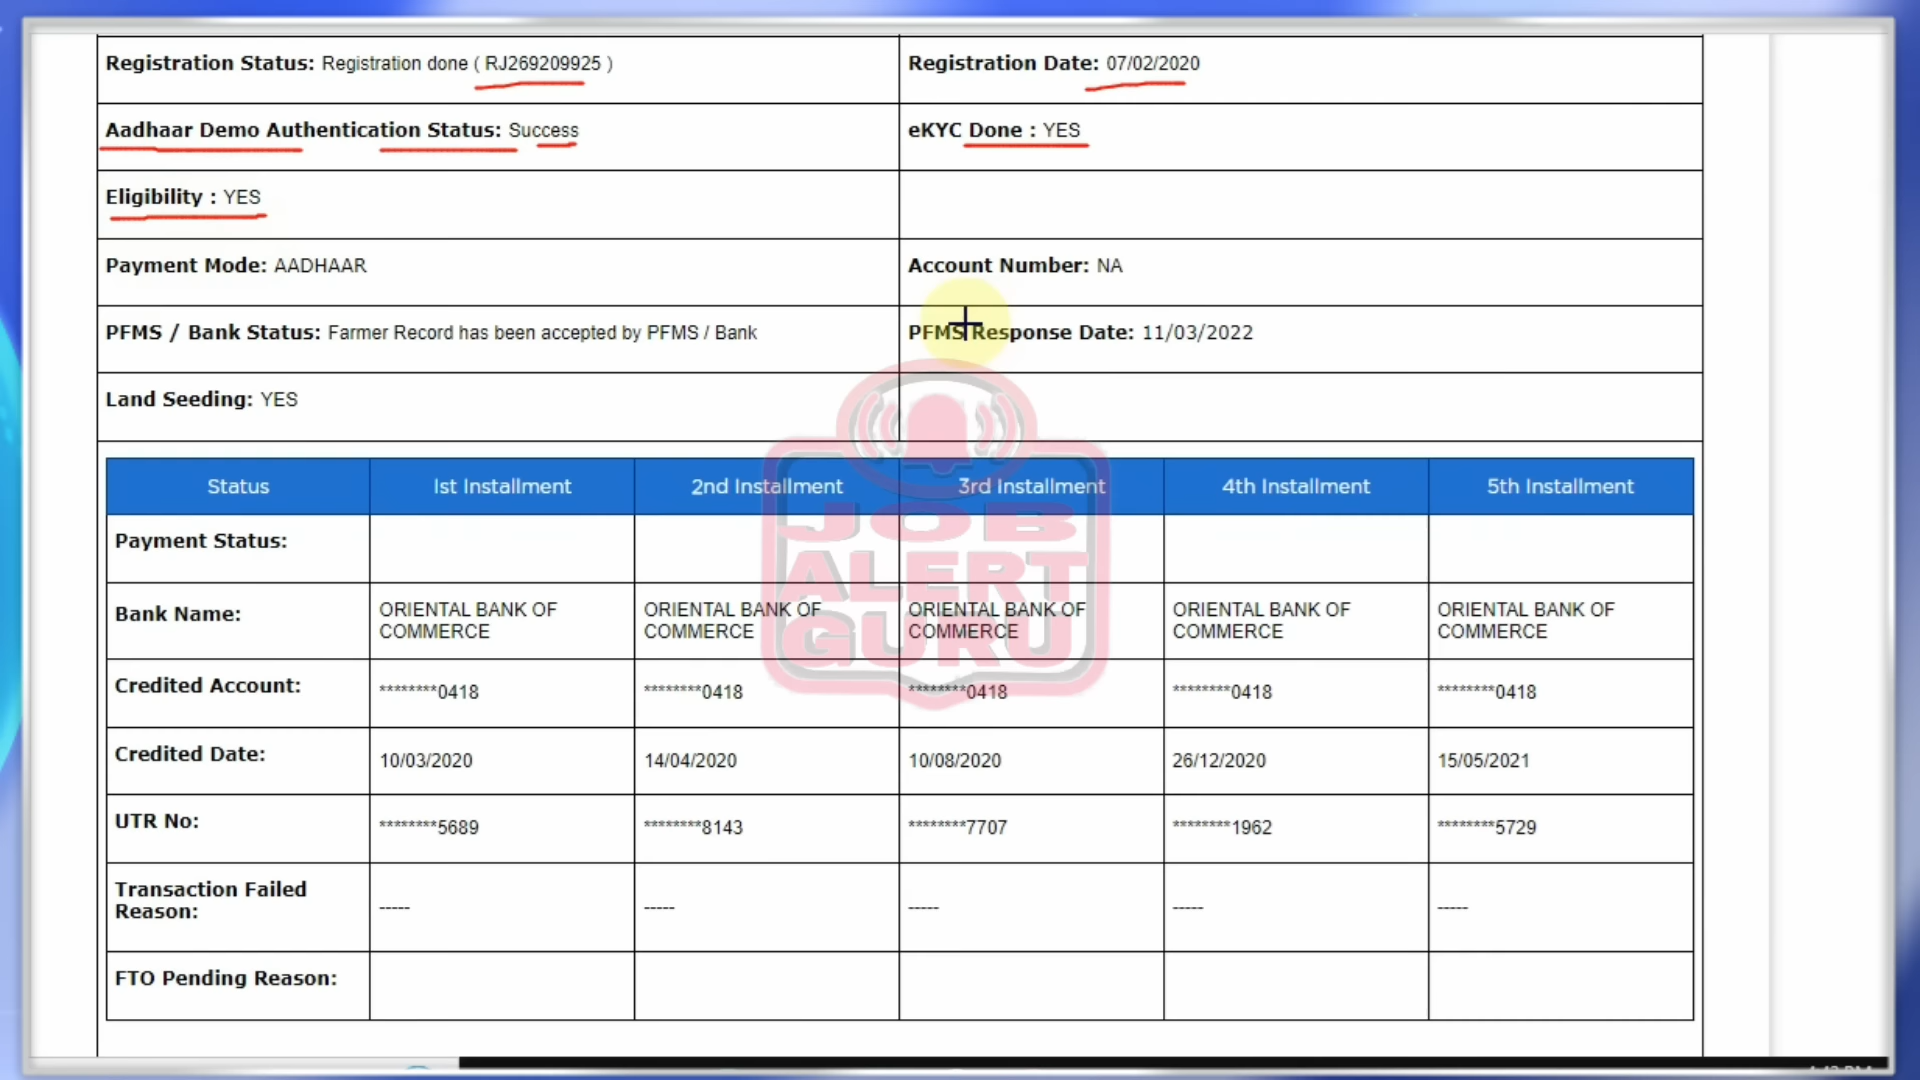 Registration Status: Registration done ( RJ269209925 )
Registration Date: 07/02/2020
Aadhaar Demo Authentication Status: Success
eKYC Done : YES
Eligibility : YES
Payment Mode: AADHAAR
Account Number: NA
PFMS / Bank Status: Farmer Record has been accepted by PFMS / Bank
PFMS Response Date: 11/03/2022
Land Seeding: YES
Status Ist Installment 2nd Installment 3rd Installment 4th Installment 5th Installment
Payment Status:
Bank Name: ORIENTAL BANK OF COMMERCE ORIENTAL BANK OF COMMERCE ORIENTAL BANK OF COMMERCE ORIENTAL BANK OF COMMERCE ORIENTAL BANK OF COMMERCE
Credited Account: ********0418 ********0418 ********0418 ********0418 ********0418
Credited Date: 10/03/2020 14/04/2020 10/08/2020 26/12/2020 15/05/2021
UTR No: ********5689 ********8143 ********7707 ********1962 ********5729
Transaction Failed Reason: ----- ----- ----- ----- -----
FTO Pending Reason:
JOB
ALERT
GURU